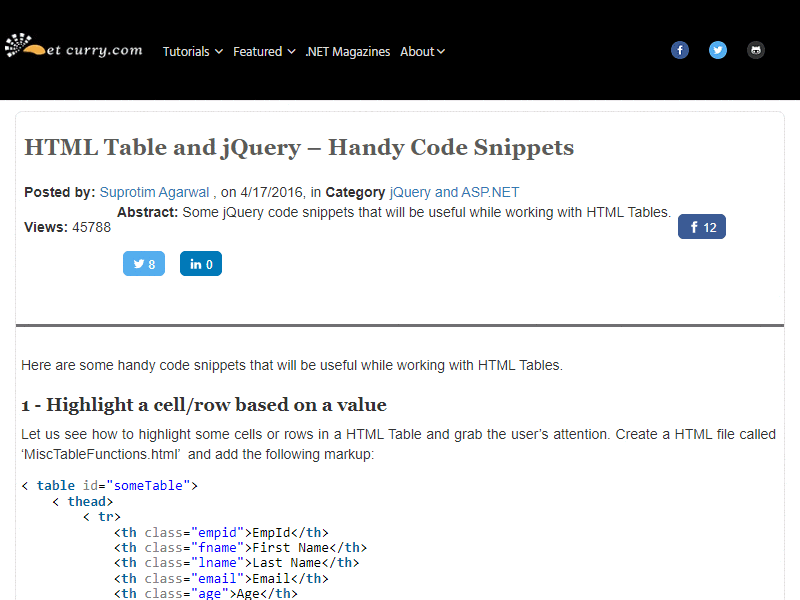 et curry.com
Tutorials Featured .NET Magazines About
HTML Table and jQuery – Handy Code Snippets
Posted by: Suprotim Agarwal , on 4/17/2016, in Category jQuery and ASP.NET
Views: 45788
Abstract: Some jQuery code snippets that will be useful while working with HTML Tables.
12
8
in 0
Here are some handy code snippets that will be useful while working with HTML Tables.
1 - Highlight a cell/row based on a value
Let us see how to highlight some cells or rows in a HTML Table and grab the user’s attention. Create a HTML file called
‘MiscTableFunctions.html’  and add the following markup:
< table id="someTable">
    < thead>
        < tr>
            <th class="empid">EmpId</th>
            <th class="fname">First Name</th>
            <th class="lname">Last Name</th>
            <th class="email">Email</th>
            <th class="age">Age</th>